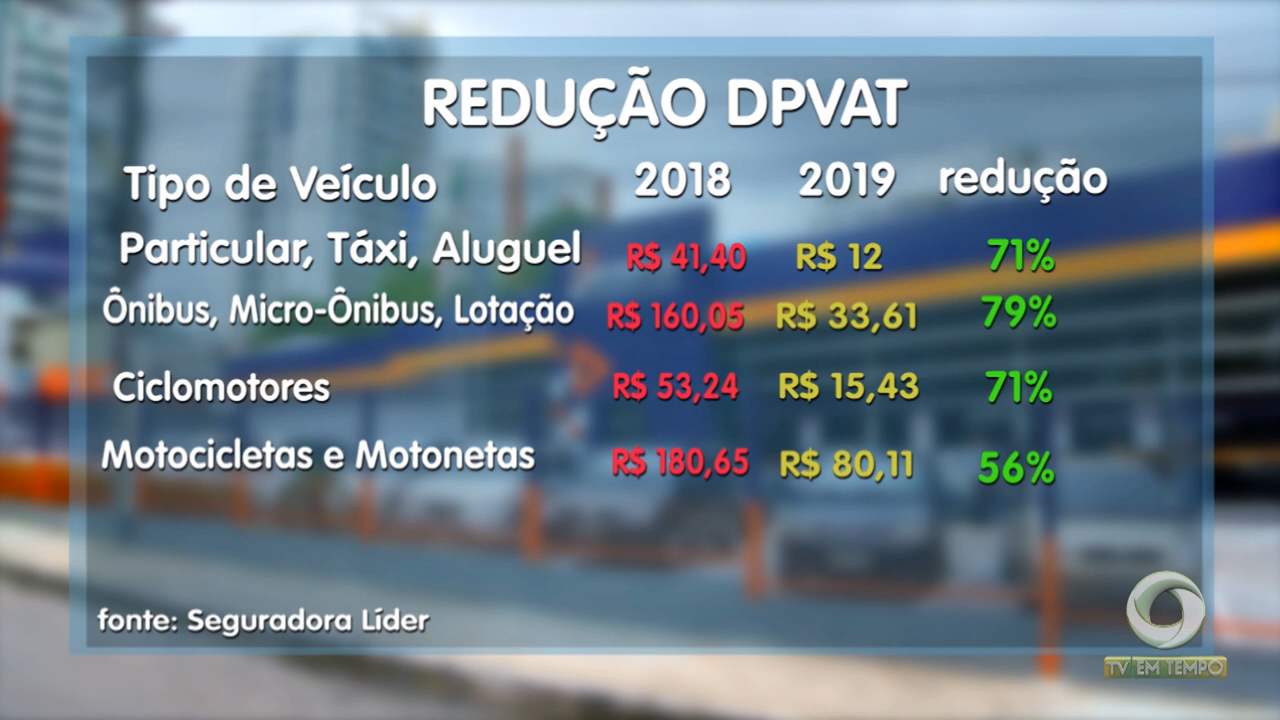 REDUÇÃO DPVAT
Tipo de Veículo 2018 2019 redução
Particular, Táxi, Aluguel R$ 41,40 R$ 12 71%
Ônibus, Micro-Ônibus, Lotação R$ 160,05 R$ 33,61 79%
Ciclomotores R$ 53,24 R$ 15,43 71%
Motocicletas e Motonetas R$ 180,65 R$ 80,11 56%
fonte: Seguradora Líder
TV EM TEMPO